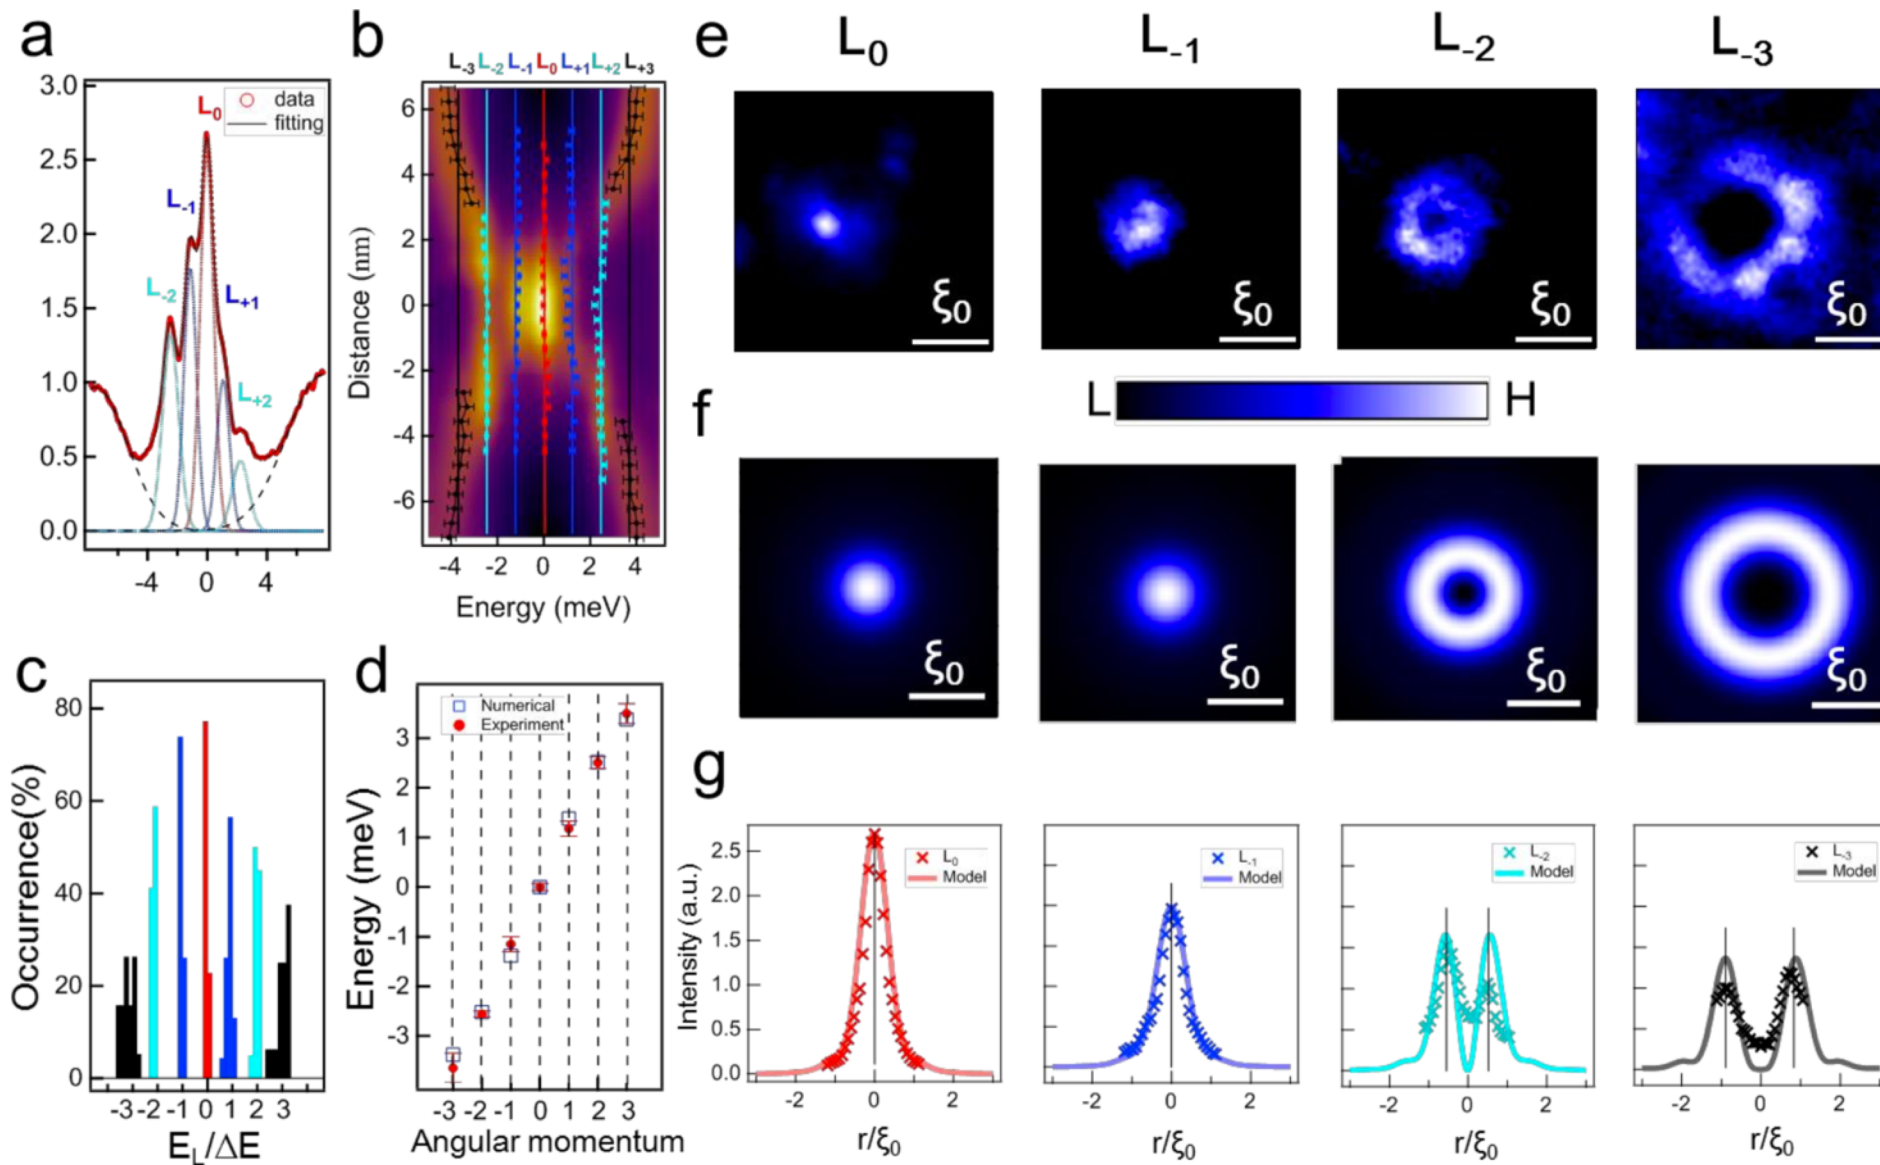 a
3.0
2.5
2.0
1.5
1.0
0.5
0.0
-4 0 4
L0
L-1
L-2
L+1
L+2
data
fitting
b
L-3 L-2 L-1 L0 L+1 L+2 L+3
Distance (nm)
6
4
2
0
-2
-4
-6
-4 -2 0 2 4
Energy (meV)
c
Occurrence(%)
80
60
40
20
0
-3 -2 -1 0 1 2 3
EL/ΔE
d
Numerical
Experiment
Energy (meV)
3
2
1
0
-1
-2
-3
-3 -2 -1 0 1 2 3
Angular momentum
e
L0 L-1 L-2 L-3
ξ0 ξ0 ξ0 ξ0
L H
f
ξ0 ξ0 ξ0 ξ0
g
Intensity (a.u.)
2.5
2.0
1.5
1.0
0.5
0.0
L0
Model
-2 0 2
r/ξ0
L-1
Model
-2 0 2
r/ξ0
L-2
Model
-2 0 2
r/ξ0
L-3
Model
-2 0 2
r/ξ0